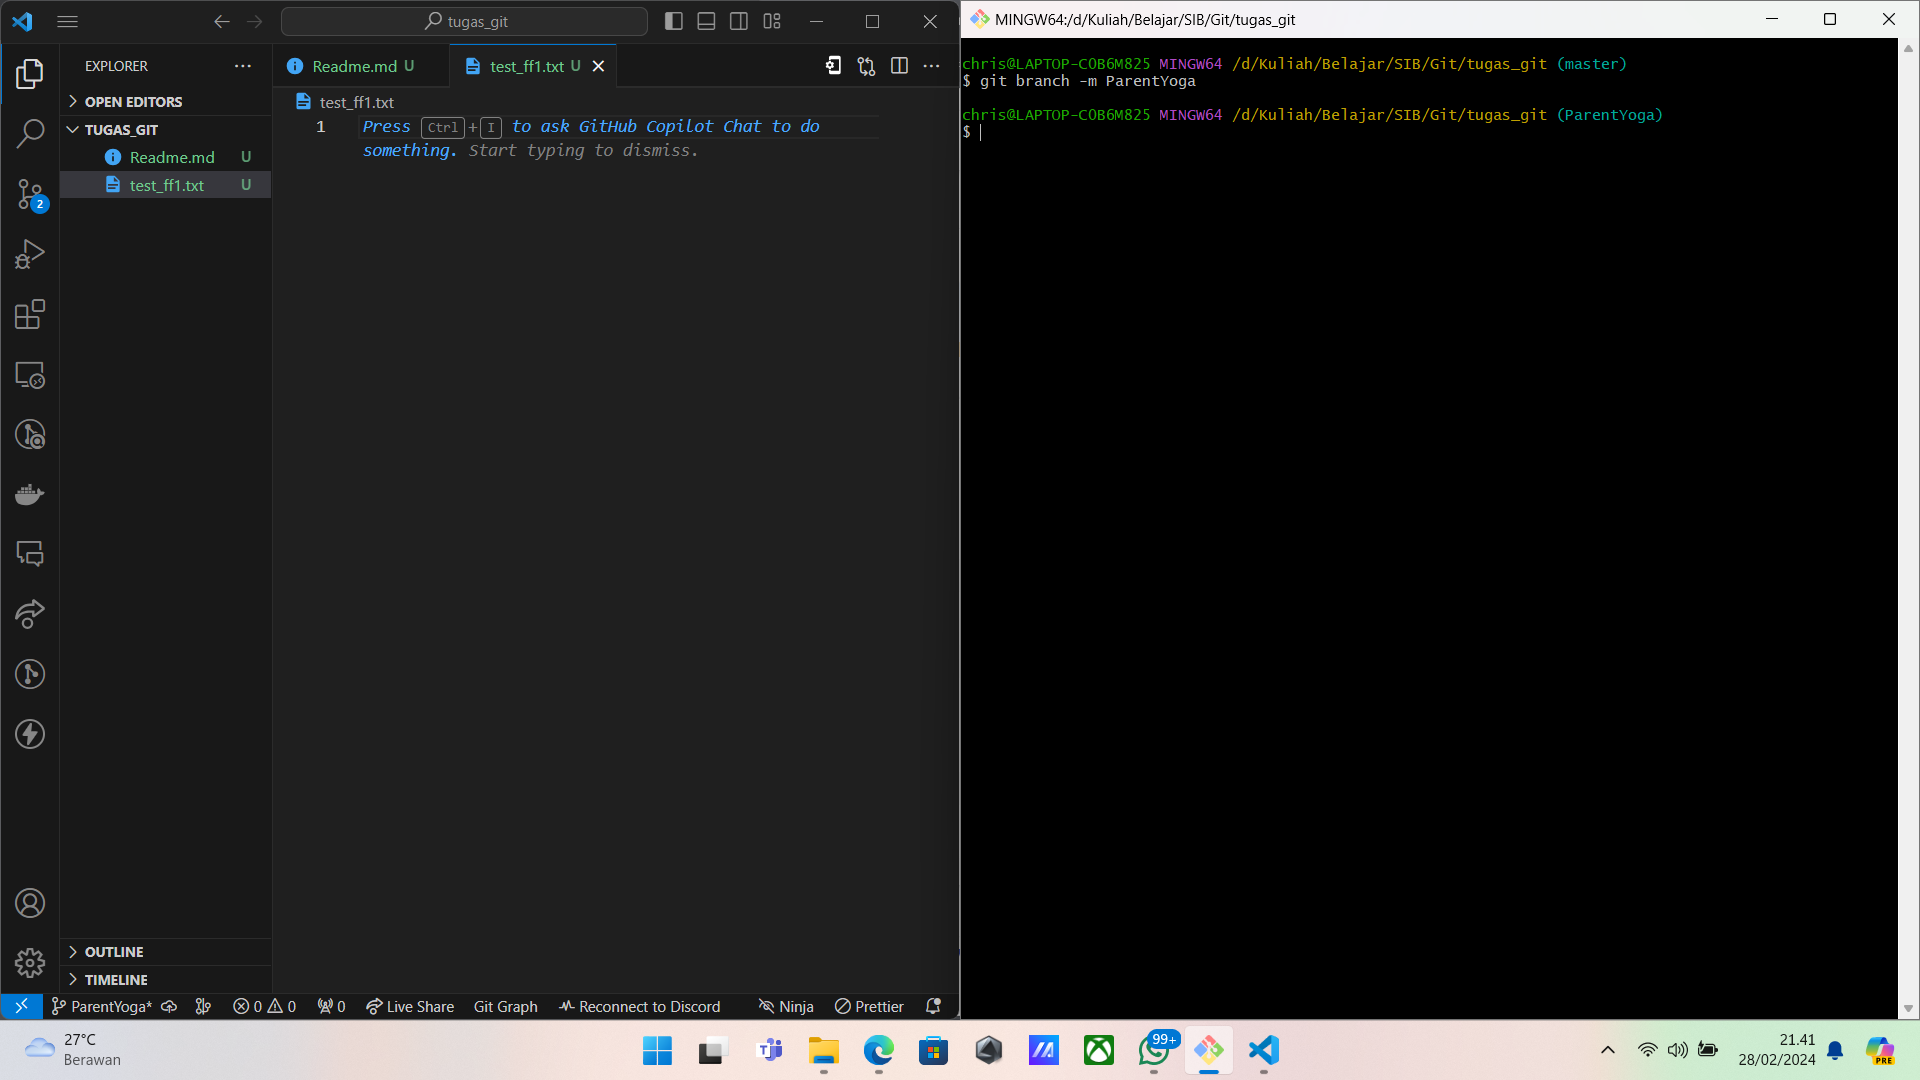 tugas_git
EXPLORER
OPEN EDITORS
TUGAS_GIT
Readme.md U
test_ff1.txt U
2
Readme.md U
test_ff1.txt U
test_ff1.txt
1
Press Ctrl + I to ask GitHub Copilot Chat to do
something. Start typing to dismiss.
OUTLINE
TIMELINE
ParentYoga* 0 0 0 Live Share Git Graph Reconnect to Discord Ninja Prettier
MINGW64:/d/Kuliah/Belajar/SIB/Git/tugas_git
chris@LAPTOP-COB6M825 MINGW64 /d/Kuliah/Belajar/SIB/Git/tugas_git (master)
$ git branch -m ParentYoga
chris@LAPTOP-COB6M825 MINGW64 /d/Kuliah/Belajar/SIB/Git/tugas_git (ParentYoga)
$
27°C
Berawan
99+
21.41
28/02/2024
PRE